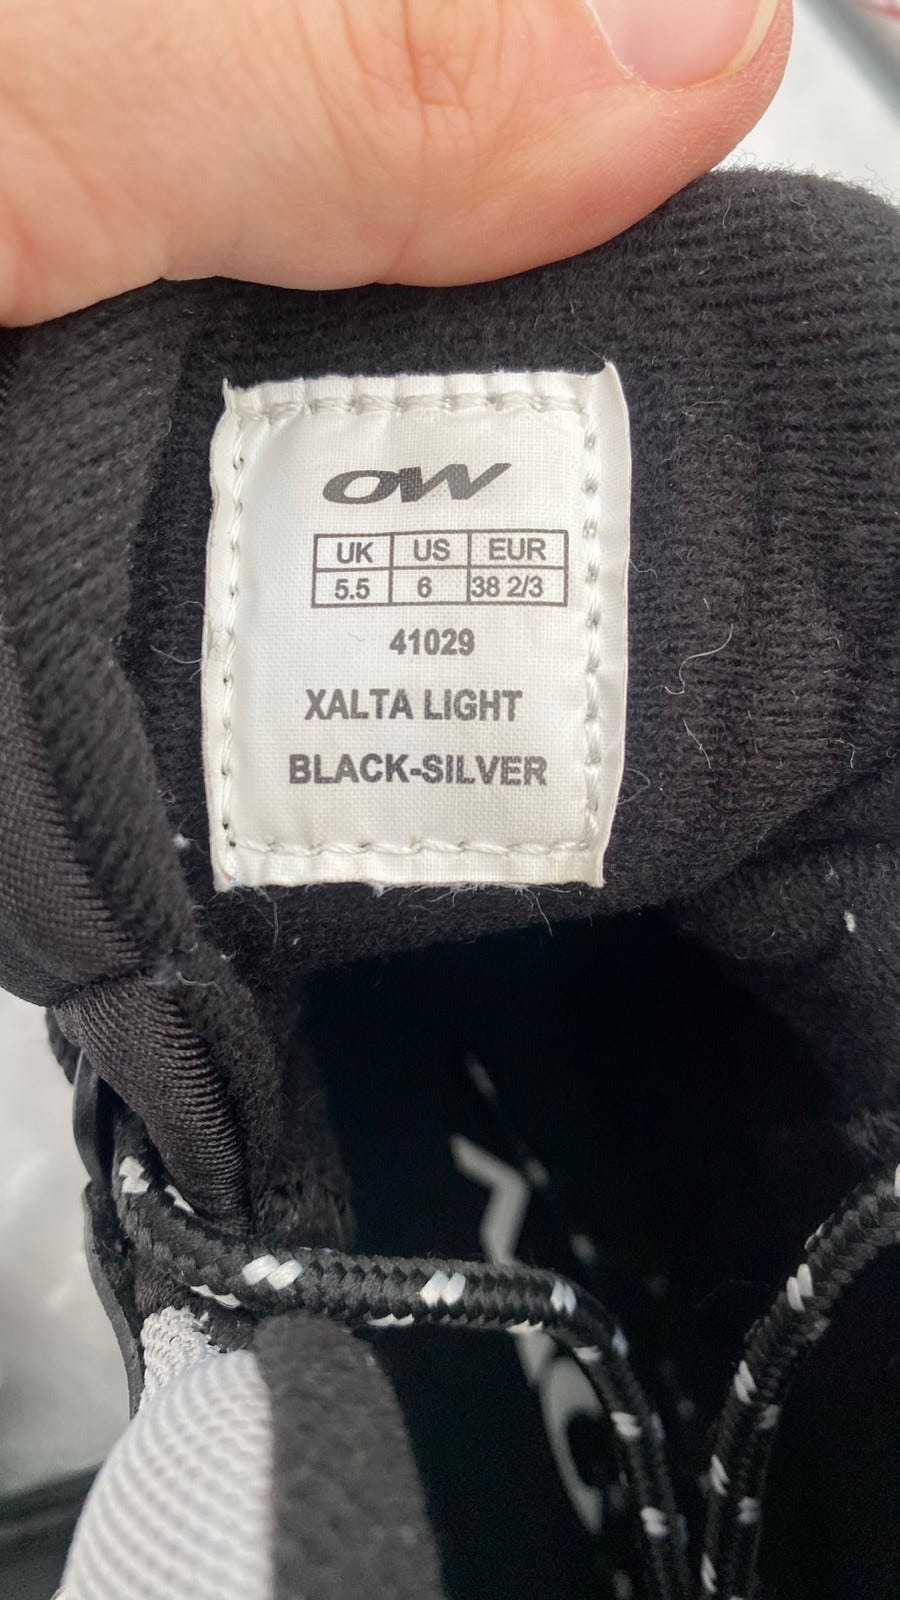 OW
UK US EUR
5.5 6 38 2/3
41029
XALTA LIGHT
BLACK-SILVER